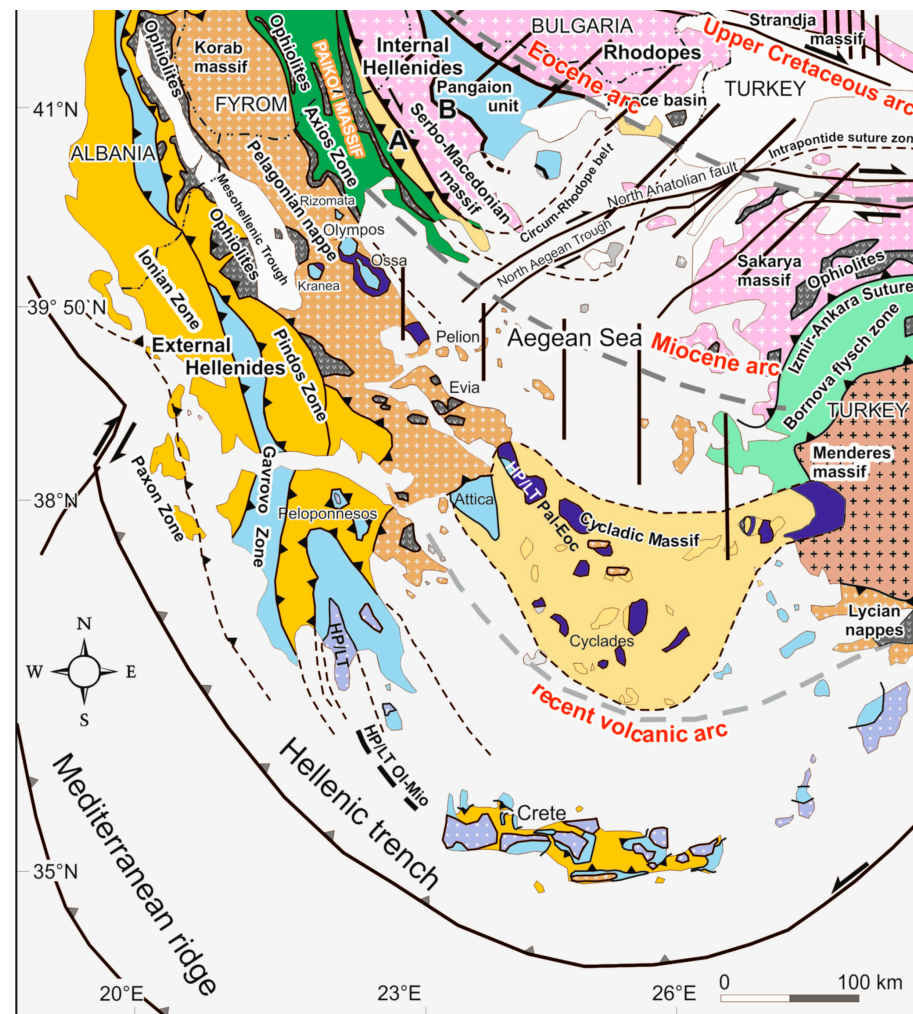 BULGARIA
Strandja
massif
Upper Cretaceous arc
Ophiolites
Korab
massif
Ophiolites
PAIKO MASSIF
Internal
Hellenides
Eocene arc
Rhodopes
Pangaion
unit
B
ce basin
TURKEY
41°N
FYROM
Axios Zone
A
Serbo-Macedonian
massif
ALBANIA
Pelagonian nappe
Intrapontide suture zon
Circum-Rhodope belt
North Ahatolian fault
North Aegean Trough
Mesohellenic Trough
Rizomata
Olympos
Ossa
Kranea
Ophiolites
Ionian Zone
Sakarya
massif
Ophiolites
Izmir-Ankara Suture
39°50`N
External
Hellenides
Pindos Zone
Pelion
Aegean Sea
Miocene arc
Bornova flysch zone
Evia
TURKEY
Menderes
massif
Gavrovo Zone
Paxon Zone
38°N
Peloponnesos
Attica
HP/LT
Pal-Eoc
Cycladic Massif
Cyclades
Lycian
nappes
HP/LT
N
W
E
S
recent volcanic arc
HP/LT Ol-Mio
Hellenic trench
Mediterranean ridge
Crete
35°N
20°E
23°E
26°E
0
100 km